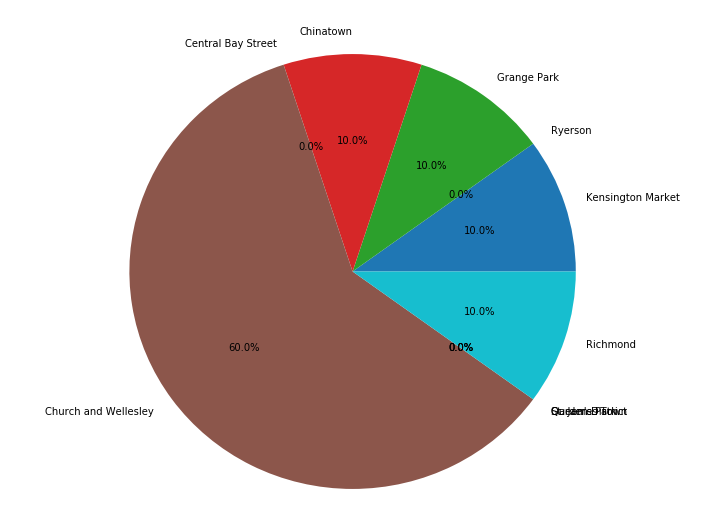 Chinatown
Central Bay Street
Grange Park
Ryerson
Kensington Market
10.0%
0.0%
10.0%
0.0%
10.0%
10.0%
0.0%
60.0%
Richmond
Church and Wellesley